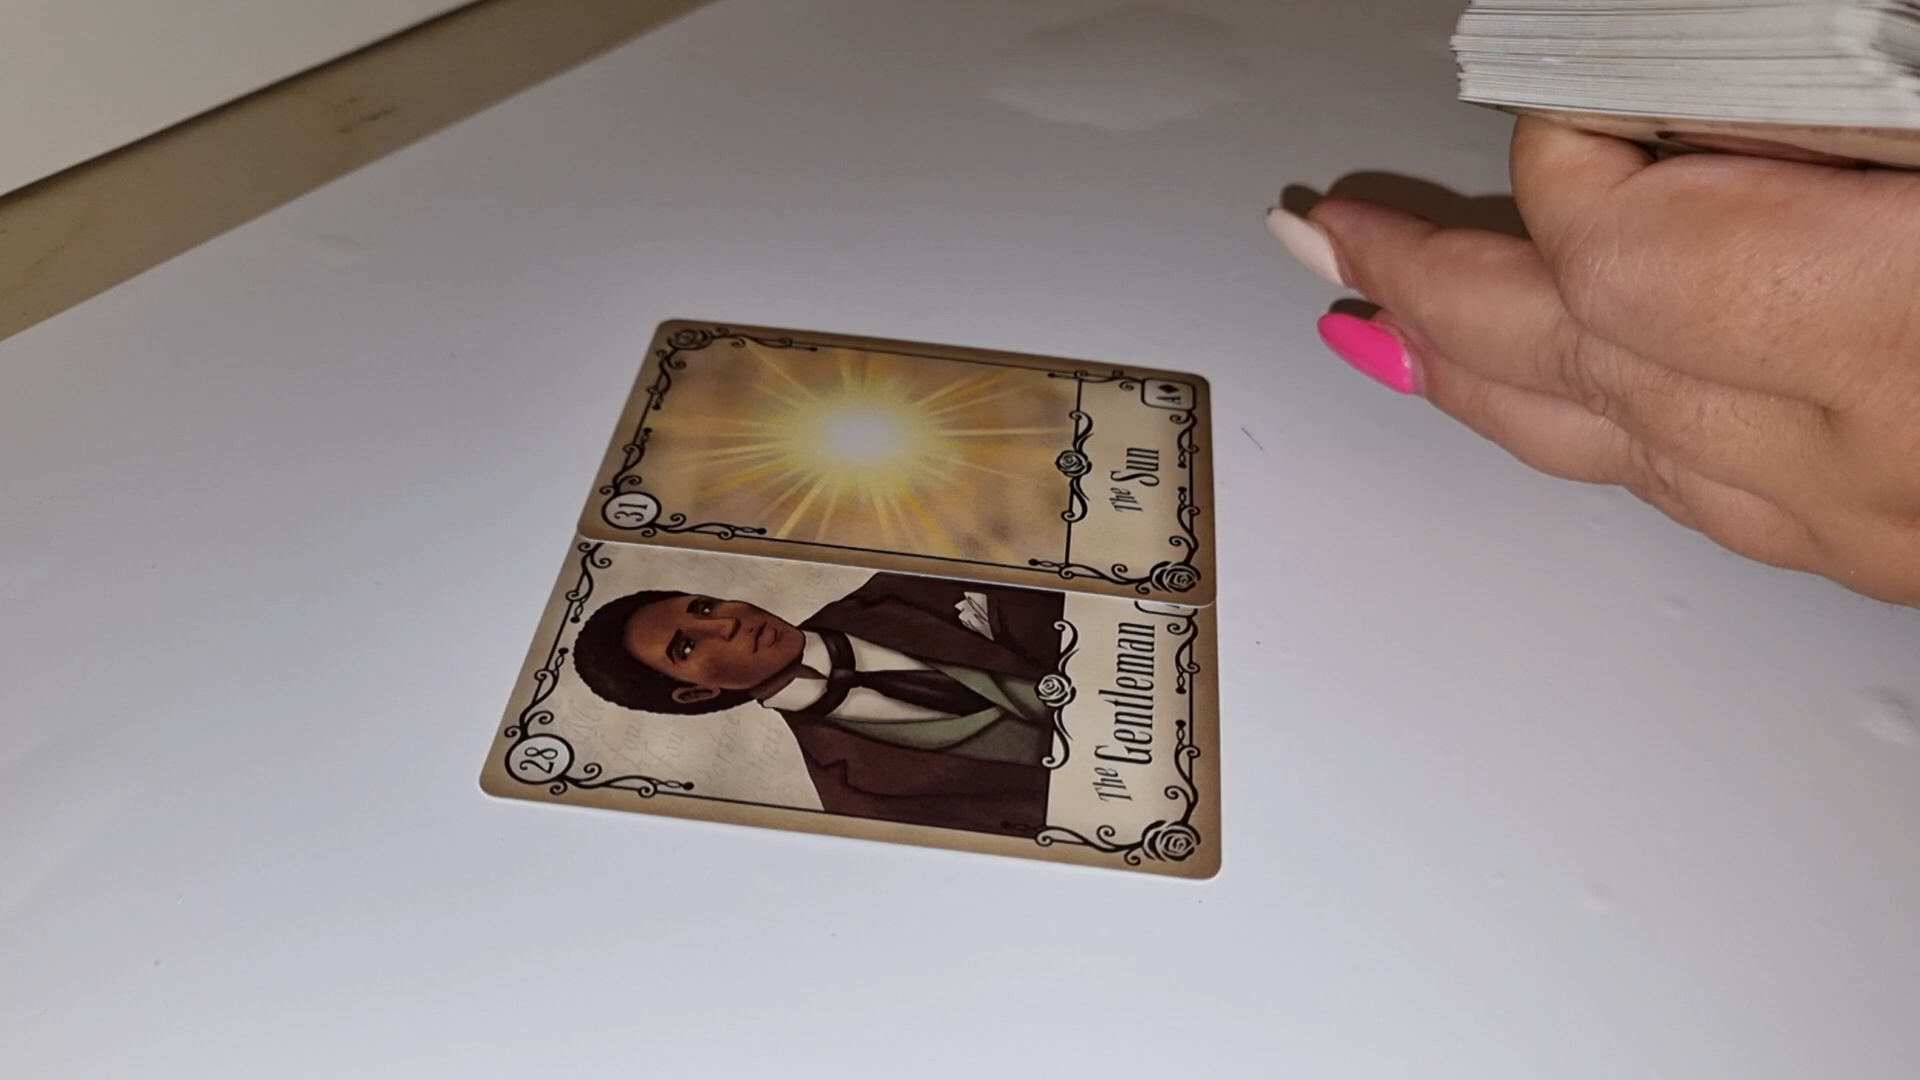 31
A♦
The
Sun
28
The
Gentleman